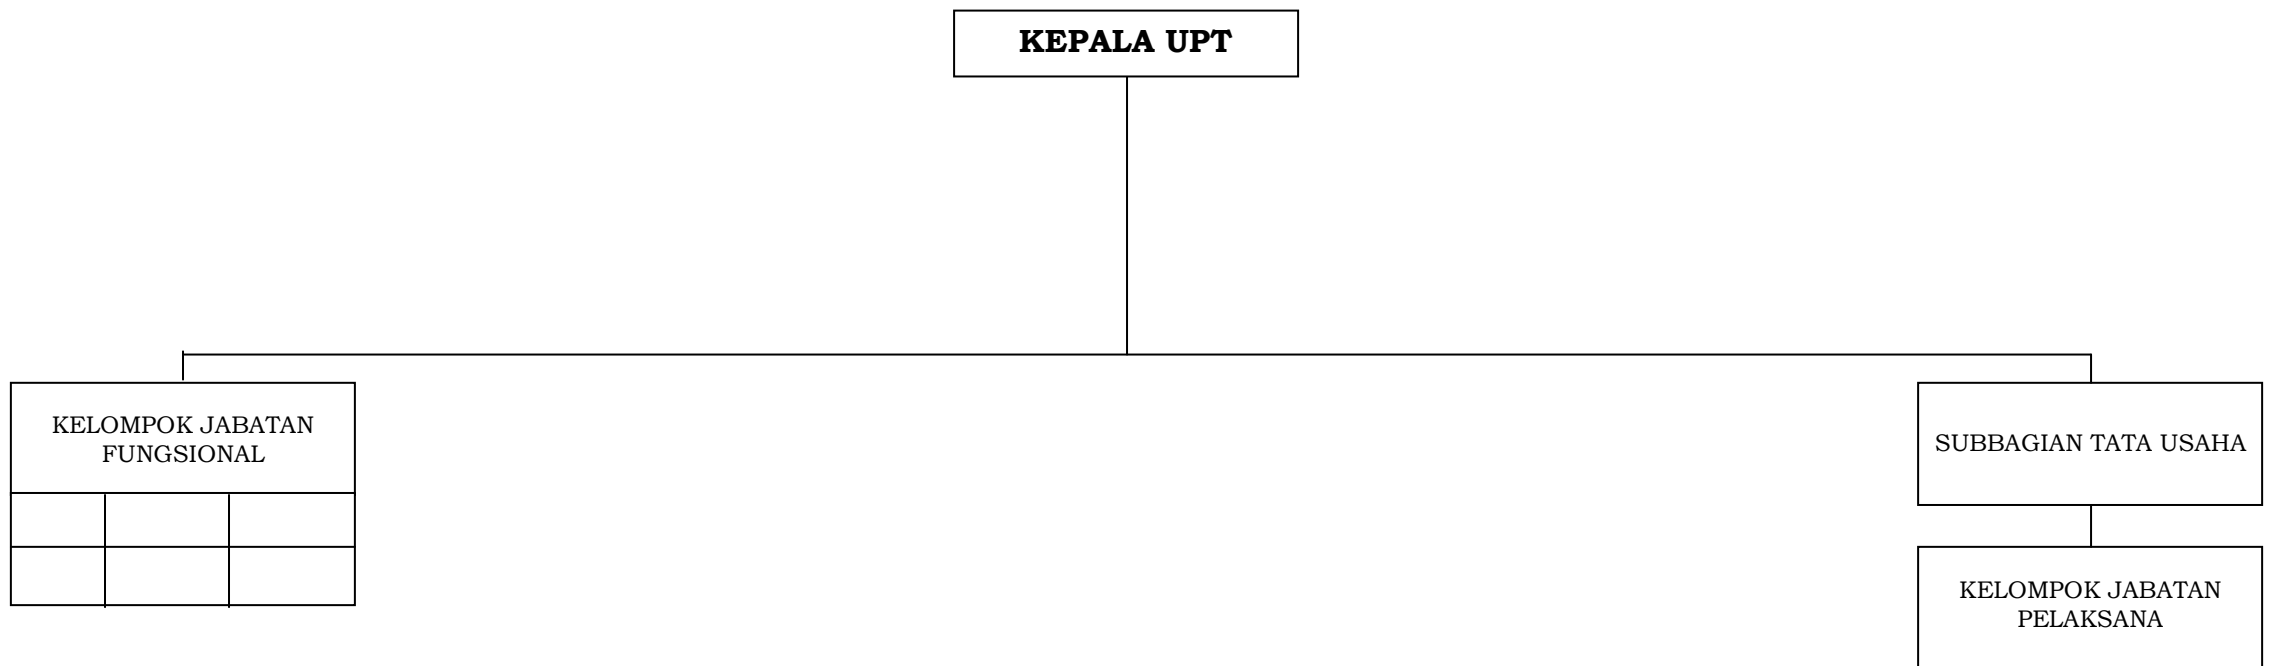 KEPALA UPT
KELOMPOK JABATAN
FUNGSIONAL
SUBBAGIAN TATA USAHA
KELOMPOK JABATAN
PELAKSANA